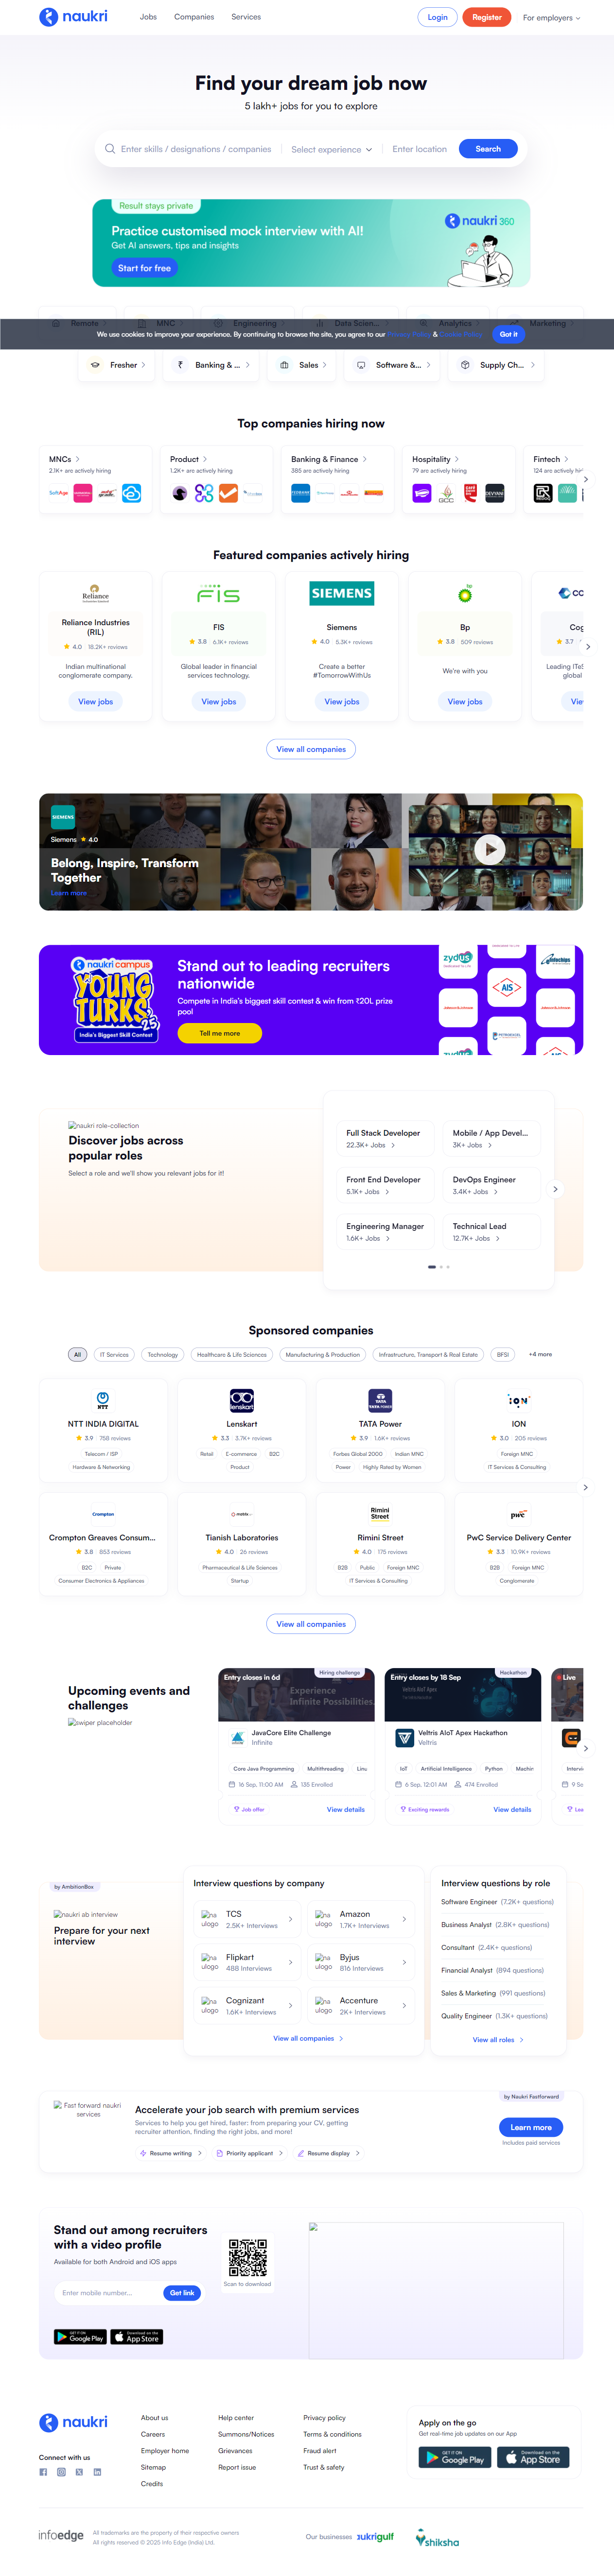 naukri
Jobs
Companies
Services
Login
Register
For employers
Find your dream job now
5 lakh+ jobs for you to explore
Enter skills / designations / companies
Select experience
Enter location
Search
Result stays private
Practice customised mock interview with AI!
Get AI answers, tips and insights
Start for free
naukri 360
Remote
MNC
Engineering
Data Scien...
Analytics
Marketing
We use cookies to improve your experience. By continuing to browse the site, you agree to our Privacy Policy & Cookie Policy
Got it
Fresher
Banking & ...
Sales
Software &...
Supply Ch...
Top companies hiring now
MNCs
2.1K+ are actively hiring
Product
1.2K+ are actively hiring
Banking & Finance
385 are actively hiring
Hospitality
79 are actively hiring
Fintech
124 are actively
Featured companies actively hiring
Reliance
Reliance Industries
(RIL)
4.0
18.2K+ reviews
Indian multinational
conglomerate company.
View jobs
FIS
FIS
3.8
6.1K+ reviews
Global leader in financial
services technology.
View jobs
SIEMENS
Siemens
4.0
5.3K+ reviews
Create a better
#TomorrowWithUs
View jobs
bp
Bp
3.8
509 reviews
We're with you
View jobs
3.7
Leading
global
View all companies
Siemens
4.0
Belong, Inspire, Transform
Together
Learn more
naukri campus
YOUNG
TURKS
25
India's Biggest Skill Contest
Stand out to leading recruiters
nationwide
Compete in India's biggest skill contest & win from ₹20L prize
pool
Tell me more
zydus
AIS
naukri role-collection
Discover jobs across
popular roles
Select a role and we'll show you relevant jobs for it!
Full Stack Developer
22.3K+ Jobs
Mobile / App Devel...
3K+ Jobs
Front End Developer
5.1K+ Jobs
DevOps Engineer
3.4K+ Jobs
Engineering Manager
1.6K+ Jobs
Technical Lead
12.7K+ Jobs
Sponsored companies
All
IT Services
Technology
Healthcare & Life Sciences
Manufacturing & Production
Infrastructure, Transport & Real Estate
BFSI
+4 more
NTT
NTT INDIA DIGITAL
3.9
758 reviews
Telecom / ISP
Hardware & Networking
lenskart
Lenskart
3.3
3.7K+ reviews
Retail
E-commerce
B2C
Product
TATA POWER
TATA Power
3.9
1.6K+ reviews
Forbes Global 2000
Indian MNC
Power
Highly Rated by Women
ION
ION
3.0
205 reviews
Foreign MNC
IT Services & Consulting
Crompton
Crompton Greaves Consum...
3.8
853 reviews
B2C
Private
Consumer Electronics & Appliances
Tianish Laboratories
4.0
26 reviews
Pharmaceutical & Life Sciences
Startup
Rimini
Street
Rimini Street
4.0
175 reviews
B2B
Public
Foreign MNC
IT Services & Consulting
pwc
PwC Service Delivery Center
3.3
10.9K+ reviews
B2B
Foreign MNC
Conglomerate
View all companies
Upcoming events and
challenges
swiper placeholder
Entry closes in 6d
Hiring challenge
Experience
Infinite Possibilities.
JavaCore Elite Challenge
Infinite
Core Java Programming
Multithreading
16 Sep, 11:00 AM
135 Enrolled
Job offer
View details
Entry closes by 18 Sep
Hackathon
Veltris AIoT Apex
Hackathon
Veltris AIoT Apex Hackathon
Veltris
IoT
Artificial Intelligence
Python
6 Sep, 12:01 AM
474 Enrolled
Exciting rewards
View details
Live
by AmbitionBox
naukri ab interview
Prepare for your next
interview
Interview questions by company
na
ulogo
TCS
2.5K+ Interviews
na
ulogo
Amazon
1.7K+ Interviews
na
ulogo
Flipkart
488 Interviews
na
ulogo
Byjus
816 Interviews
na
ulogo
Cognizant
1.6K+ Interviews
na
ulogo
Accenture
2K+ Interviews
View all companies
Interview questions by role
Software Engineer (7.2K+ questions)
Business Analyst (2.8K+ questions)
Consultant (2.4K+ questions)
Financial Analyst (894 questions)
Sales & Marketing (991 questions)
Quality Engineer (1.3K+ questions)
View all roles
by Naukri Fastforward
Fast forward naukri
services
Accelerate your job search with premium services
Services to help you get hired, faster: from preparing your CV, getting
recruiter attention, finding the right jobs, and more!
Resume writing
Priority applicant
Resume display
Learn more
Includes paid services
Stand out among recruiters
with a video profile
Available for both Android and iOS apps
Enter mobile number...
Get link
Scan to download
GET IT ON
Google Play
Download on the
App Store
naukri
Connect with us
About us
Careers
Employer home
Sitemap
Credits
Help center
Summons/Notices
Grievances
Report issue
Privacy policy
Terms & conditions
Fraud alert
Trust & safety
Apply on the go
Get real-time job updates on our App
GET IT ON
Google Play
Download on the
App Store
infoedge
All trademarks are the property of their respective owners
All rights reserved © 2025 Info Edge (India) Ltd.
Our businesses
naukrigulf
shiksha